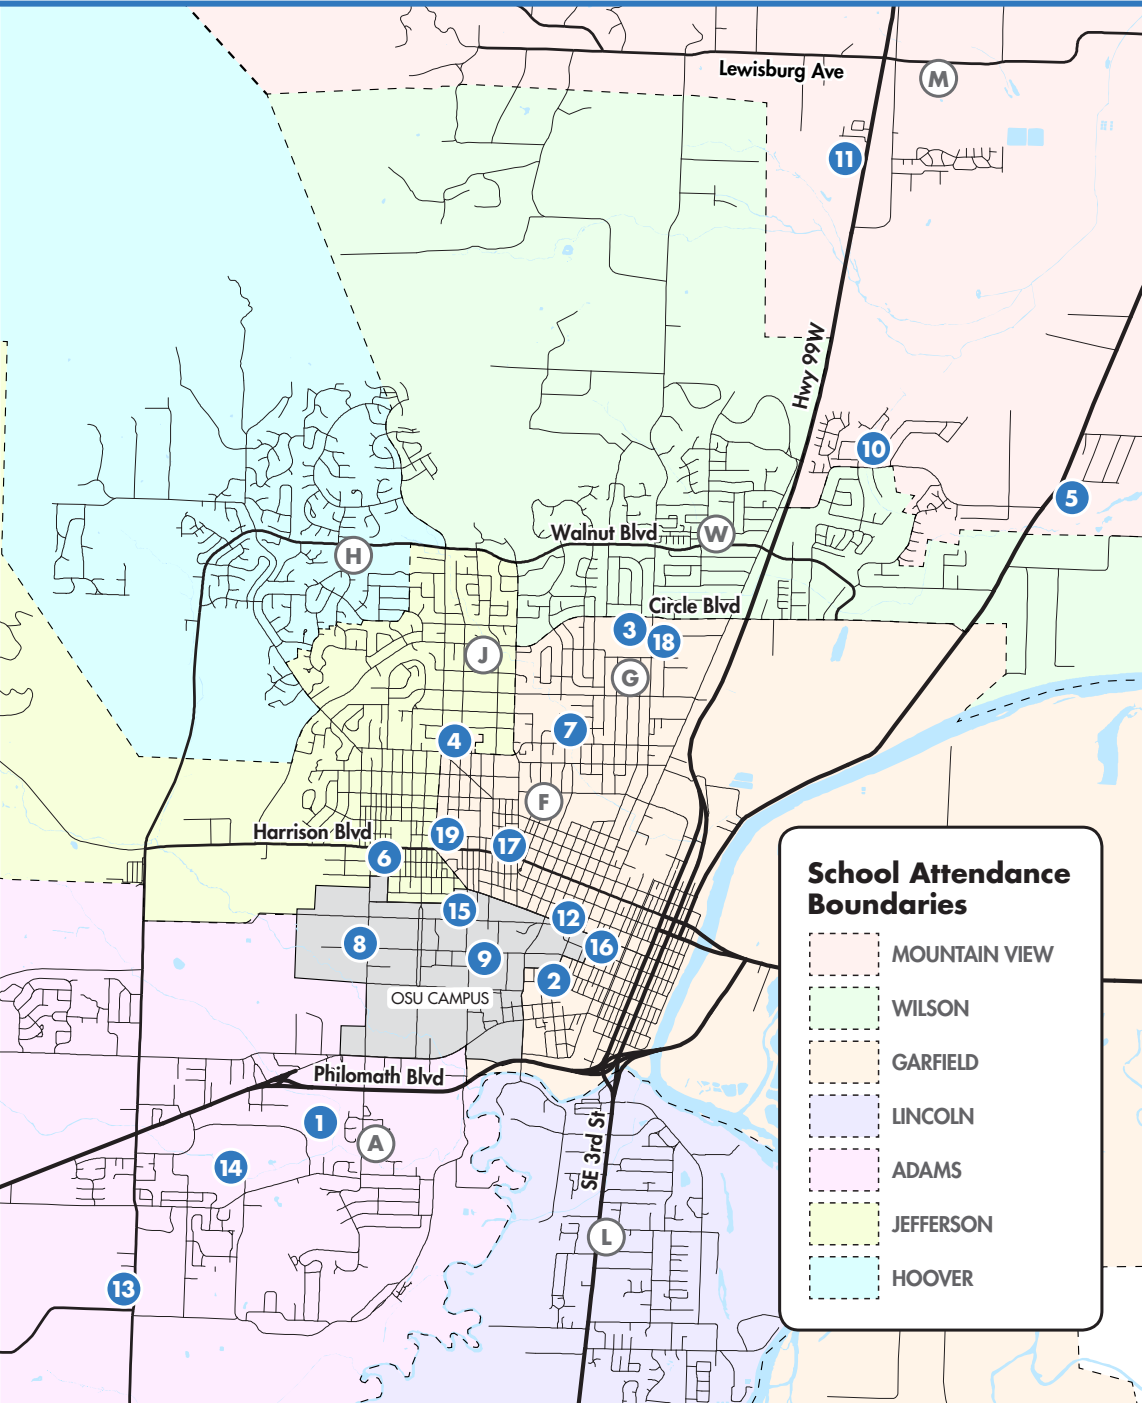 Lewisburg Ave
M
11
Hwy 99W
10
5
Walnut Blvd
W
H
Circle Blvd
3
18
J
G
7
4
F
Harrison Blvd
19
17
6
15
12
8
16
9
2
OSU CAMPUS
Philomath Blvd
1
A
SE 3rd St
14
L
13
School Attendance
Boundaries
MOUNTAIN VIEW
WILSON
GARFIELD
LINCOLN
ADAMS
JEFFERSON
HOOVER